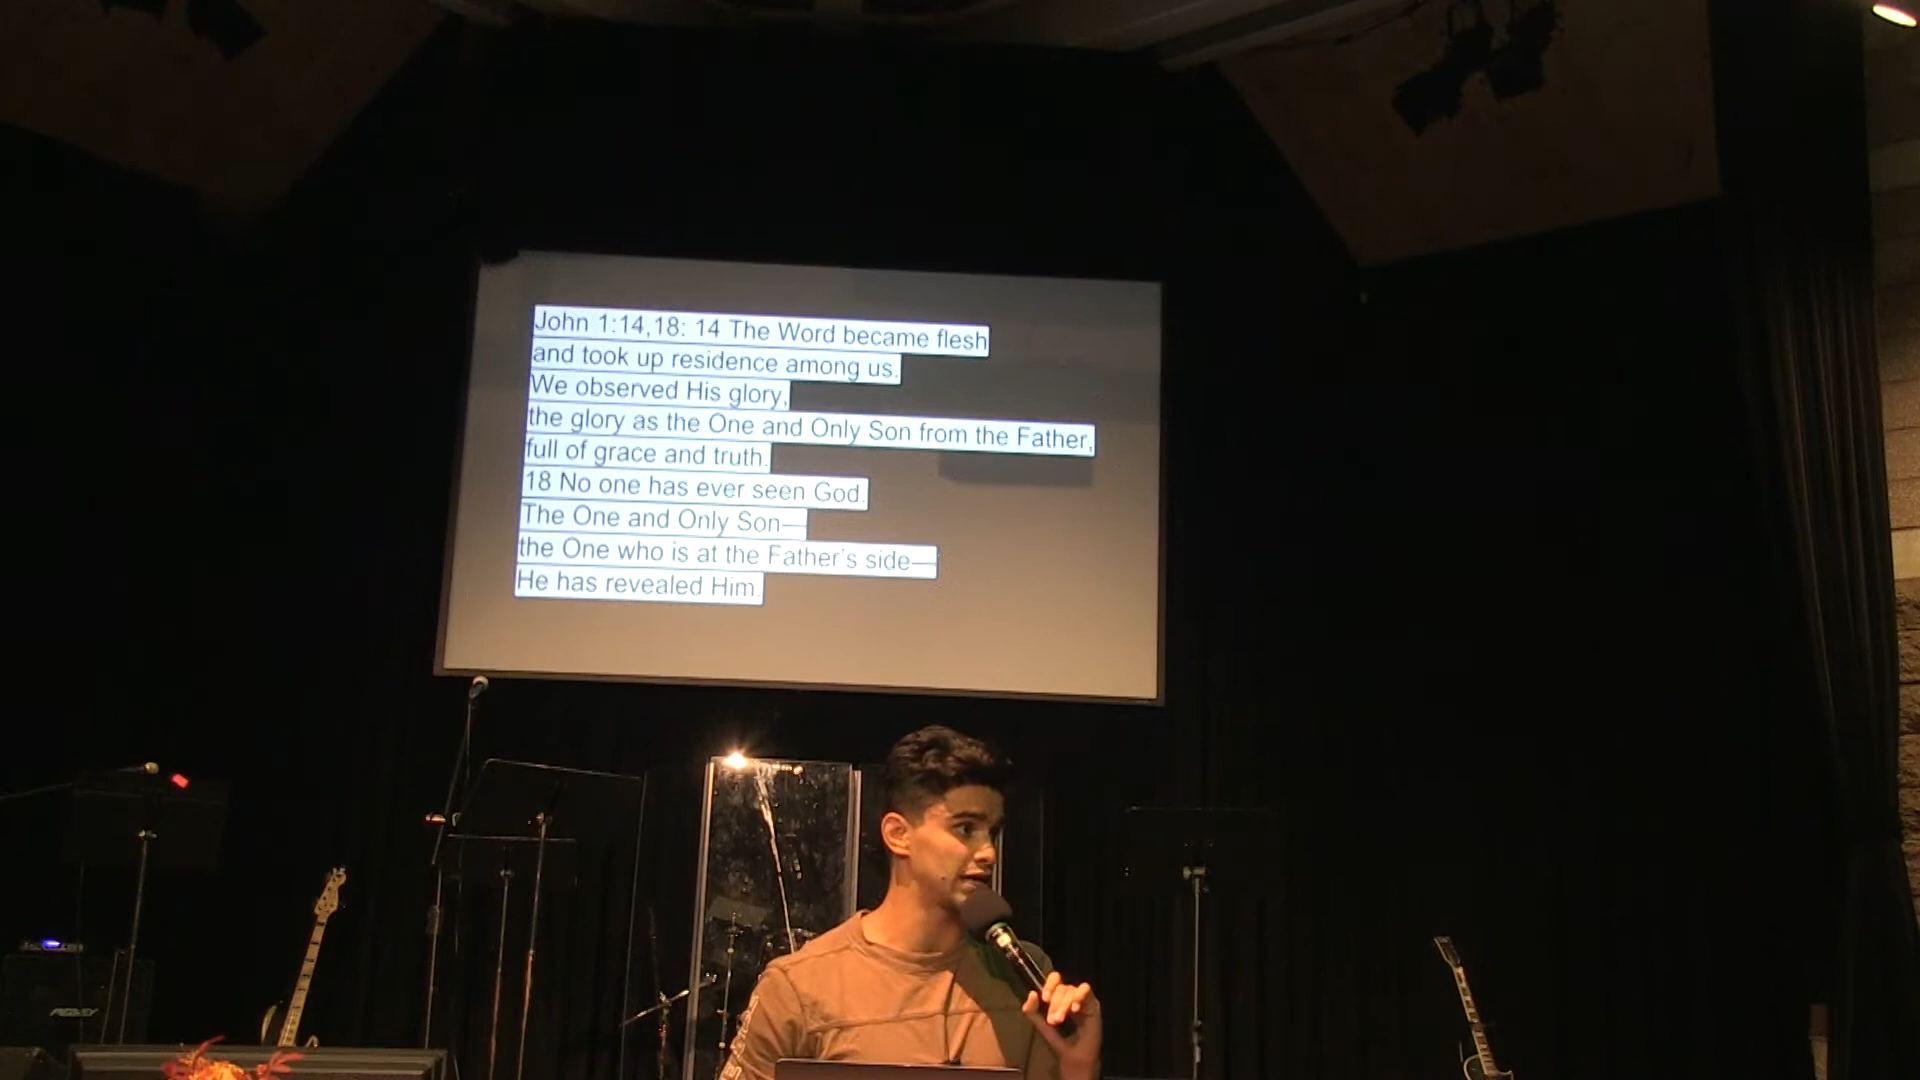 John 1:14,18: 14 The Word became flesh
and took up residence among us.
We observed His glory,
the glory as the One and Only Son from the Father,
full of grace and truth.
18 No one has ever seen God.
The One and Only Son—
the One who is at the Father's side—
He has revealed Him.
PEAVEY